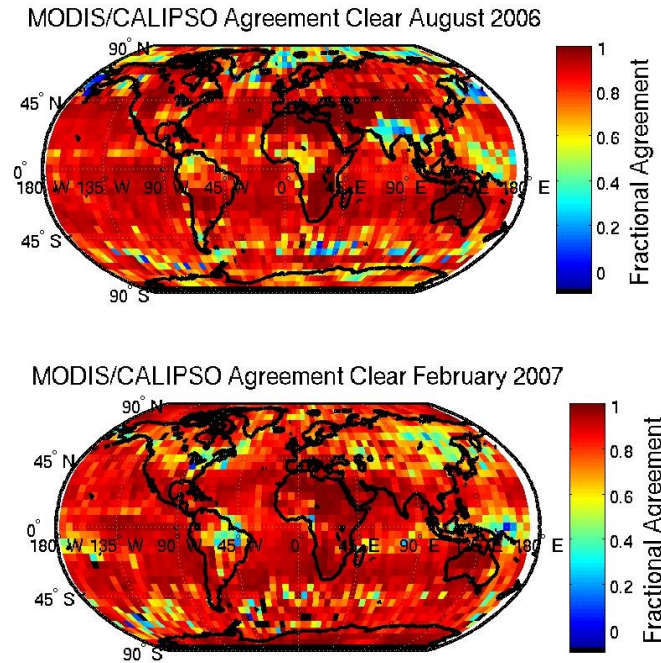 MODIS/CALIPSO Agreement Clear August 2006
90° N
45° N
0°
180° W 135° W 90° W 45° W 0° 45° E 90° E 135° E 180° E
45° S
90° S
1
0.8
0.6
0.4
0.2
0
Fractional Agreement
MODIS/CALIPSO Agreement Clear February 2007
90° N
45° N
0°
180° W 135° W 90° W 45° W 0° 45° E 90° E 135° E 180° E
45° S
90° S
1
0.8
0.6
0.4
0.2
0
Fractional Agreement